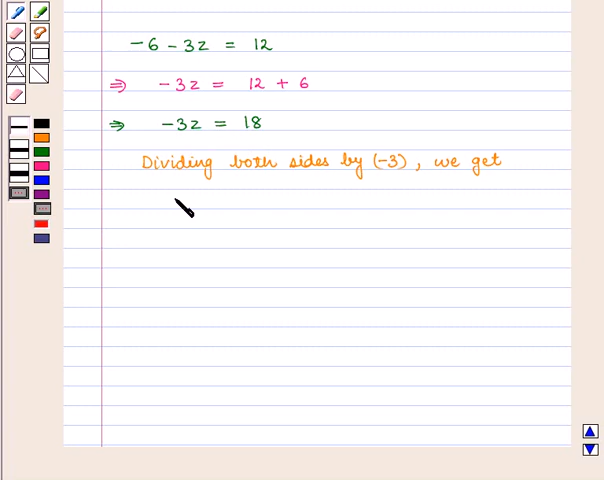 -6 - 3z = 12
⇒ -3z = 12 + 6
⇒ -3z = 18
Dividing both sides by (-3), we get